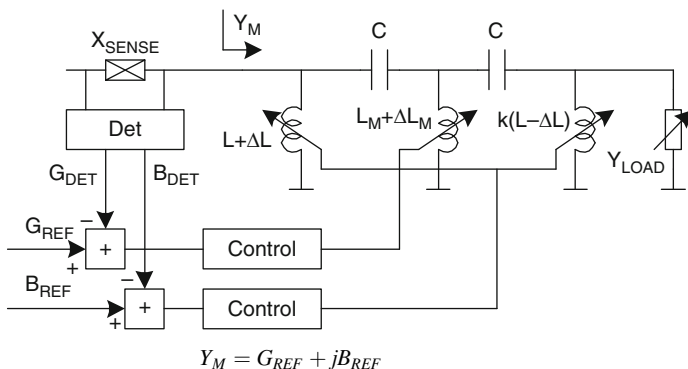 Y_M
X_SENSE
C
C
Det
L+ΔL
L_M+ΔL_M
k(L−ΔL)
Y_LOAD
G_DET
B_DET
−
G_REF
+
+
Control
−
B_REF
+
+
Control
Y_M = G_REF + jB_REF